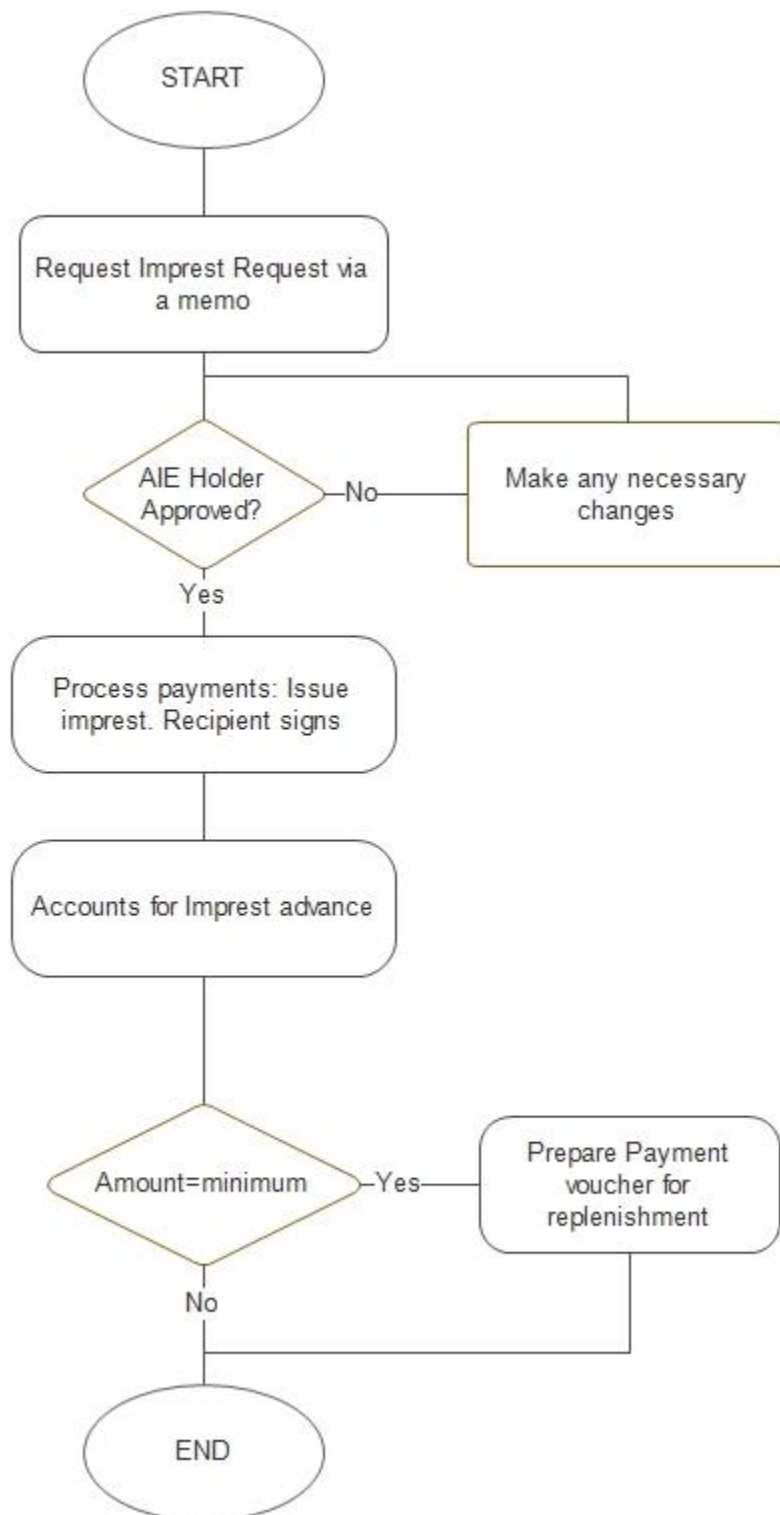 START
Request Imprest Request via
a memo
AIE Holder
Approved?
No
Make any necessary
changes
Yes
Process payments: Issue
imprest. Recipient signs
Accounts for Imprest advance
Amount=minimum
Yes
Prepare Payment
voucher for
replenishment
No
END